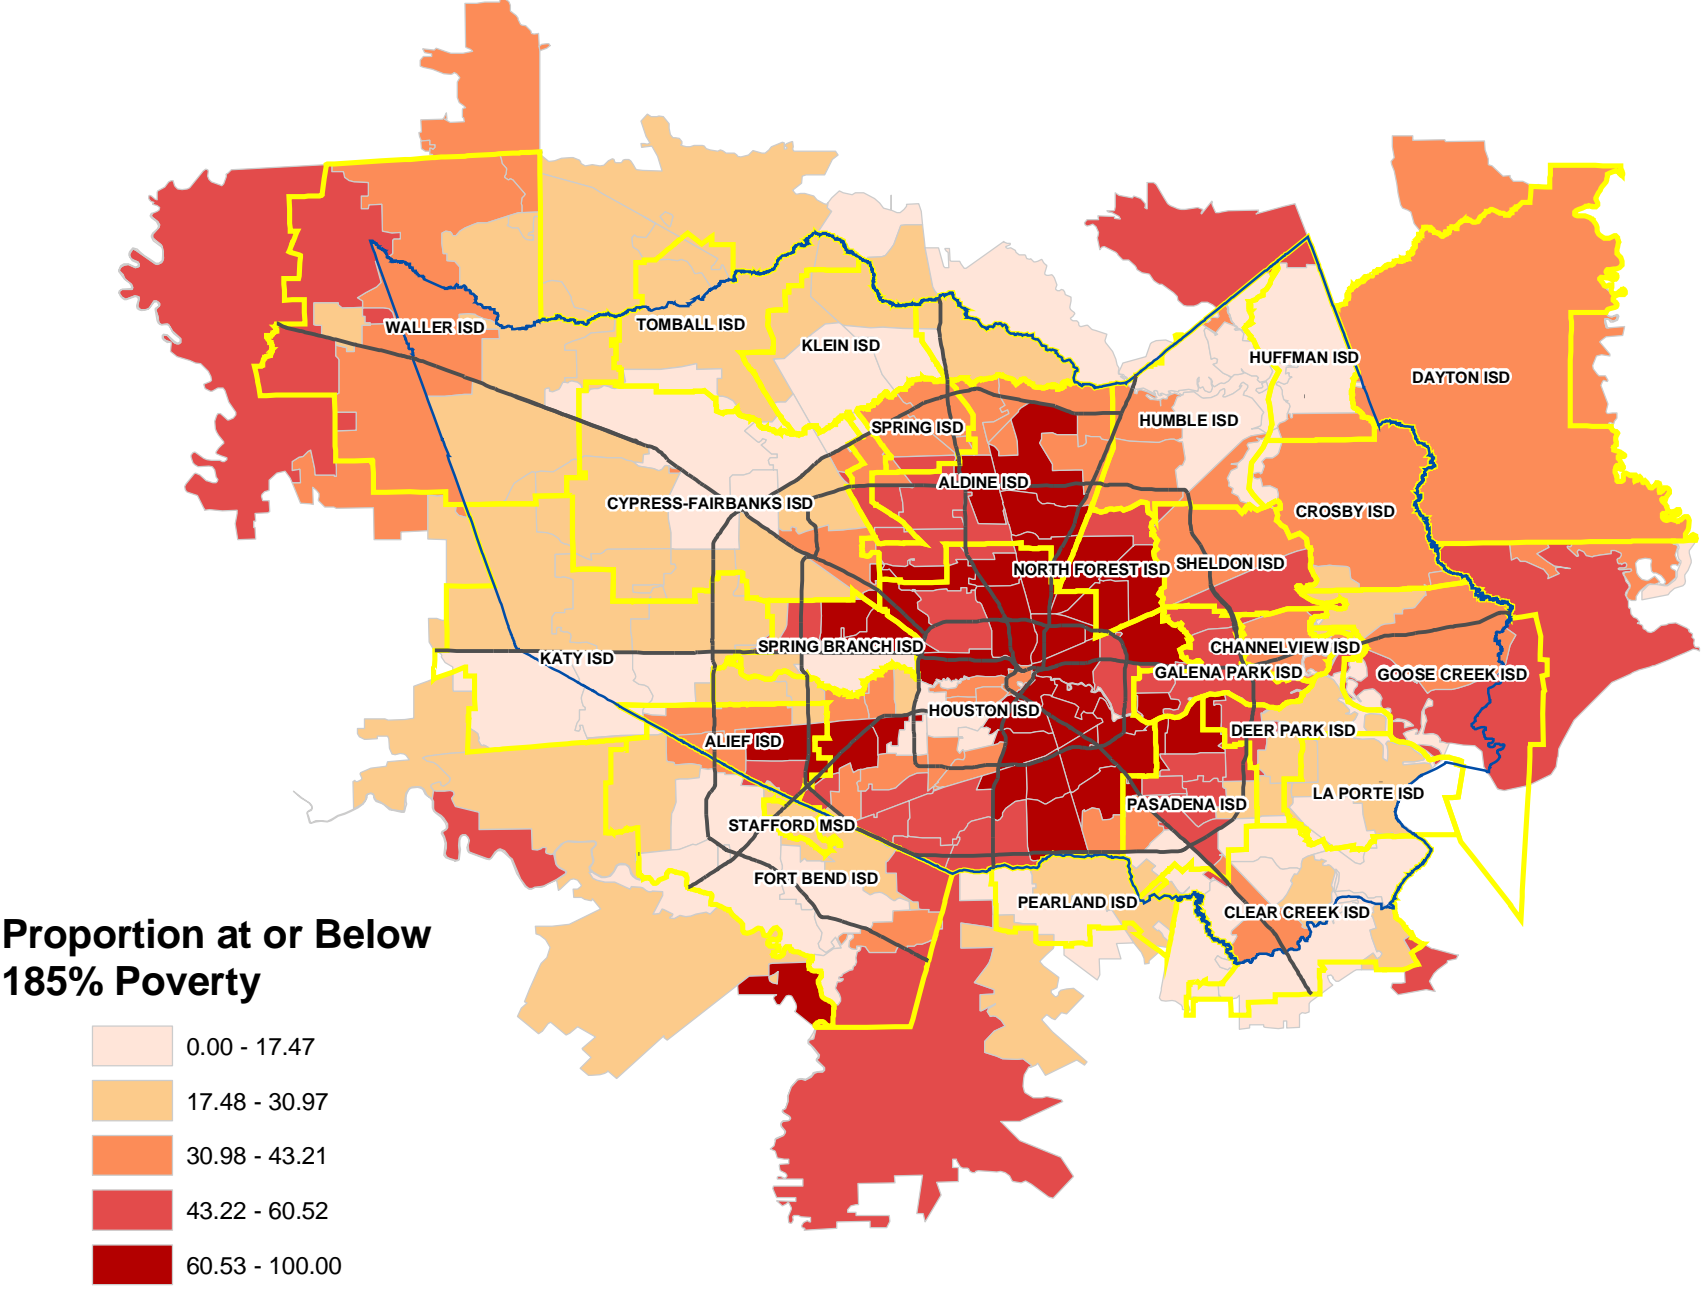 WALLER ISD
TOMBALL ISD
KLEIN ISD
HUFFMAN ISD
DAYTON ISD
SPRING ISD
HUMBLE ISD
ALDINE ISD
CYPRESS-FAIRBANKS ISD
CROSBY ISD
NORTH FOREST ISD
SHELDON ISD
SPRING BRANCH ISD
CHANNELVIEW ISD
KATY ISD
GALENA PARK ISD
GOOSE CREEK ISD
HOUSTON ISD
DEER PARK ISD
ALIEF ISD
LA PORTE ISD
PASADENA ISD
STAFFORD MSD
FORT BEND ISD
PEARLAND ISD
CLEAR CREEK ISD
Proportion at or Below
185% Poverty
0.00 - 17.47
17.48 - 30.97
30.98 - 43.21
43.22 - 60.52
60.53 - 100.00